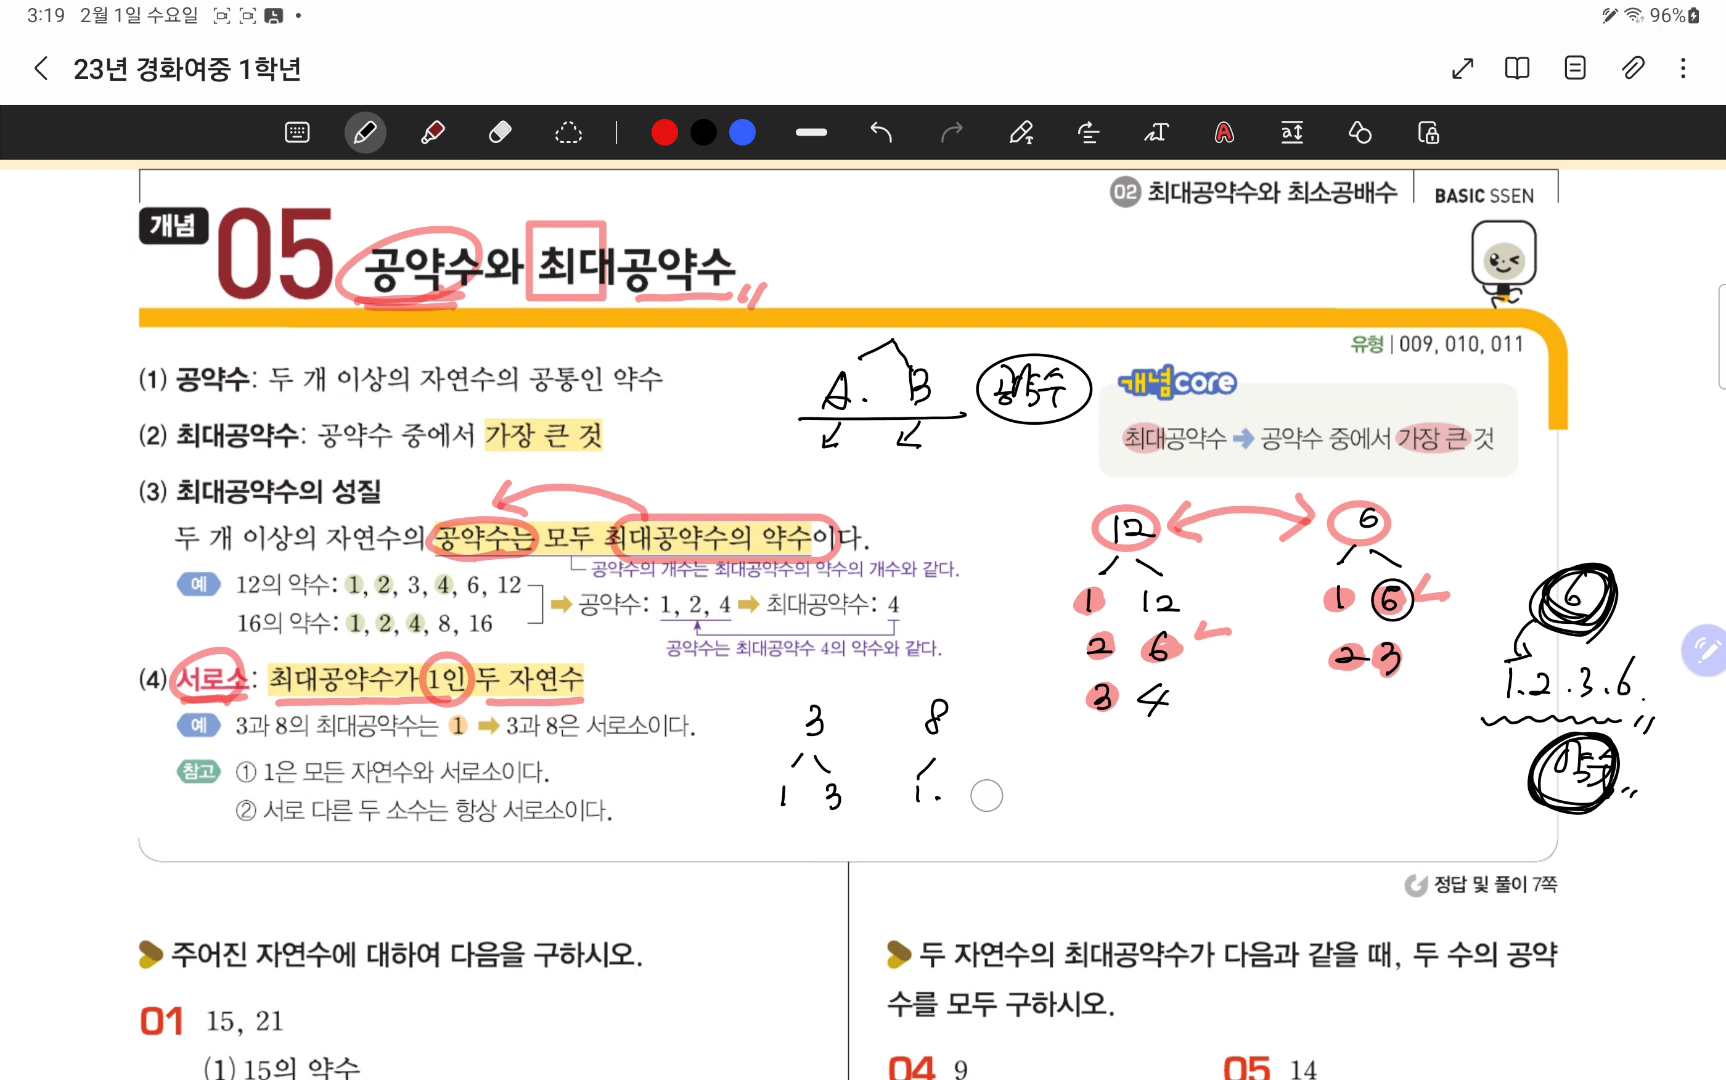 3:19 2월 1일 수요일
96%
23년 경화여중 1학년
02 최대공약수와 최소공배수 BASIC SSEN
개념 05 공약수와 최대공약수
유형 | 009, 010, 011
(1) 공약수: 두 개 이상의 자연수의 공통인 약수
A. B
공약수
개념core
최대공약수 ➡ 공약수 중에서 가장 큰 것
(2) 최대공약수: 공약수 중에서 가장 큰 것
(3) 최대공약수의 성질
두 개 이상의 자연수의 공약수는 모두 최대공약수의 약수이다.
공약수의 개수는 최대공약수의 약수의 개수와 같다.
예 12의 약수: 1, 2, 3, 4, 6, 12
16의 약수: 1, 2, 4, 8, 16
➡ 공약수: 1, 2, 4 ➡ 최대공약수: 4
공약수는 최대공약수 4의 약수와 같다.
(4) 서로소: 최대공약수가 1인 두 자연수
예 3과 8의 최대공약수는 1 ➡ 3과 8은 서로소이다.
참고 ① 1은 모든 자연수와 서로소이다.
② 서로 다른 두 소수는 항상 서로소이다.
3 8
1 3 1.
12 6
1 12 1 6
2 6 2 3
3 4
6
1.2.3.6.
약수
정답 및 풀이 7쪽
주어진 자연수에 대하여 다음을 구하시오.
01 15, 21
(1) 15의 약수
두 자연수의 최대공약수가 다음과 같을 때, 두 수의 공약
수를 모두 구하시오.
04 9 05 14